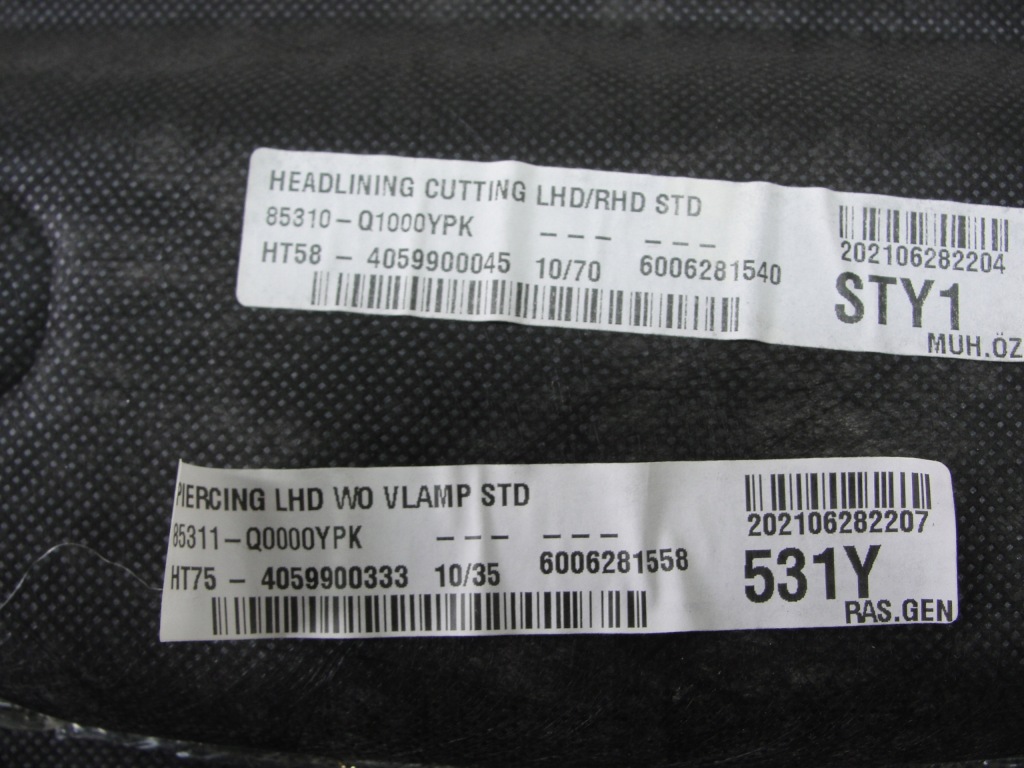 HEADLINING CUTTING LHD/RHD STD
85310-Q1000YPK --- ---
HT58 - 4059900045 10/70 6006281540
202106282204
STY1
MUH.ÖZ
PIERCING LHD WO VLAMP STD
85311-Q0000YPK --- ---
HT75 - 4059900333 10/35 6006281558
202106282207
531Y
RAS.GEN